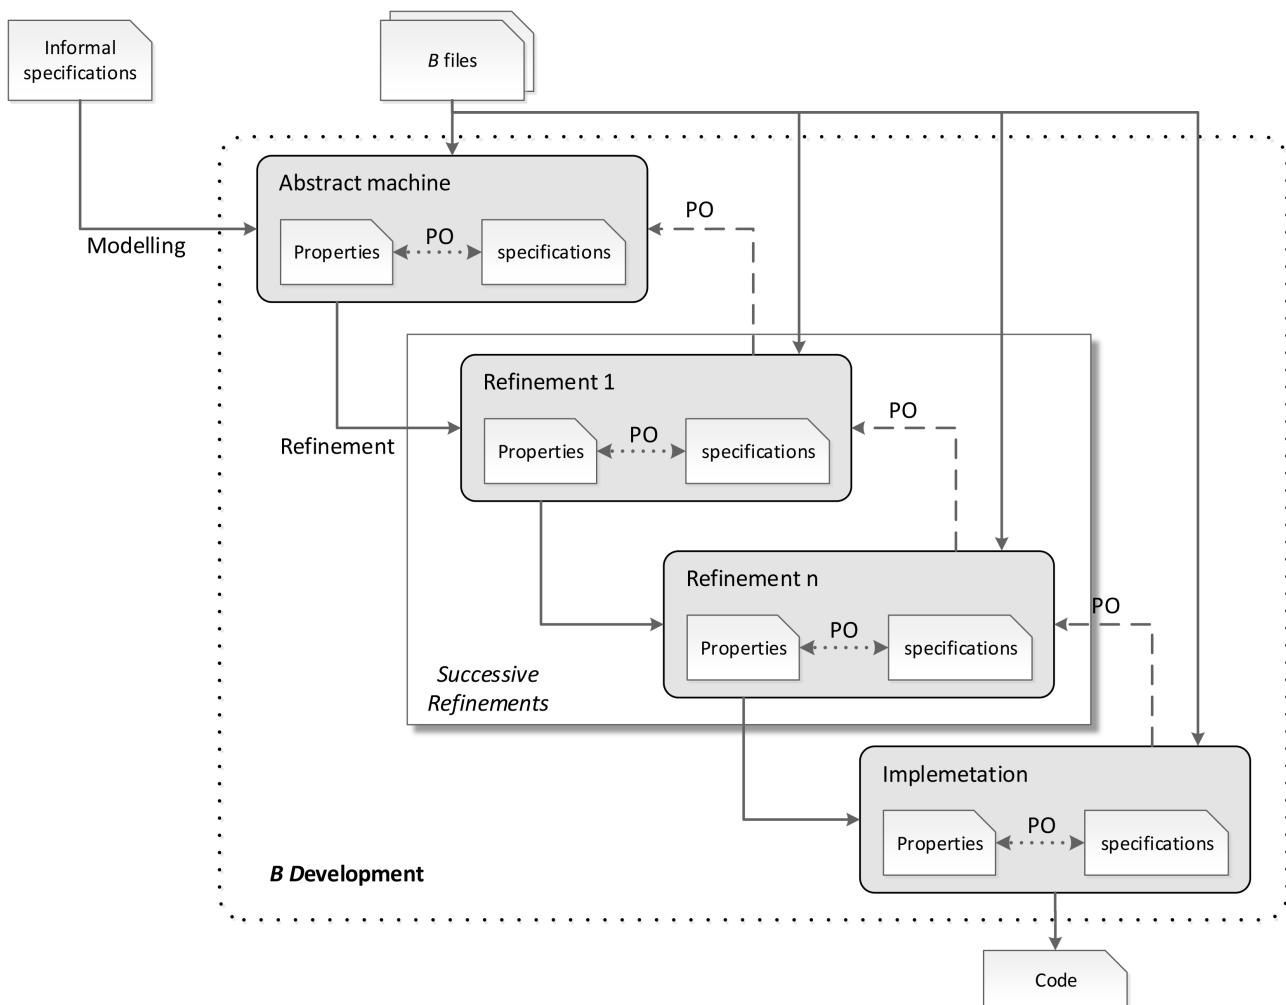 Informal
specifications
B files
Abstract machine
PO
Properties
PO
specifications
Modelling
Refinement 1
PO
Properties
PO
specifications
Refinement
Refinement n
PO
Properties
PO
specifications
Successive
Refinements
Implemetation
Properties
PO
specifications
B Development
Code